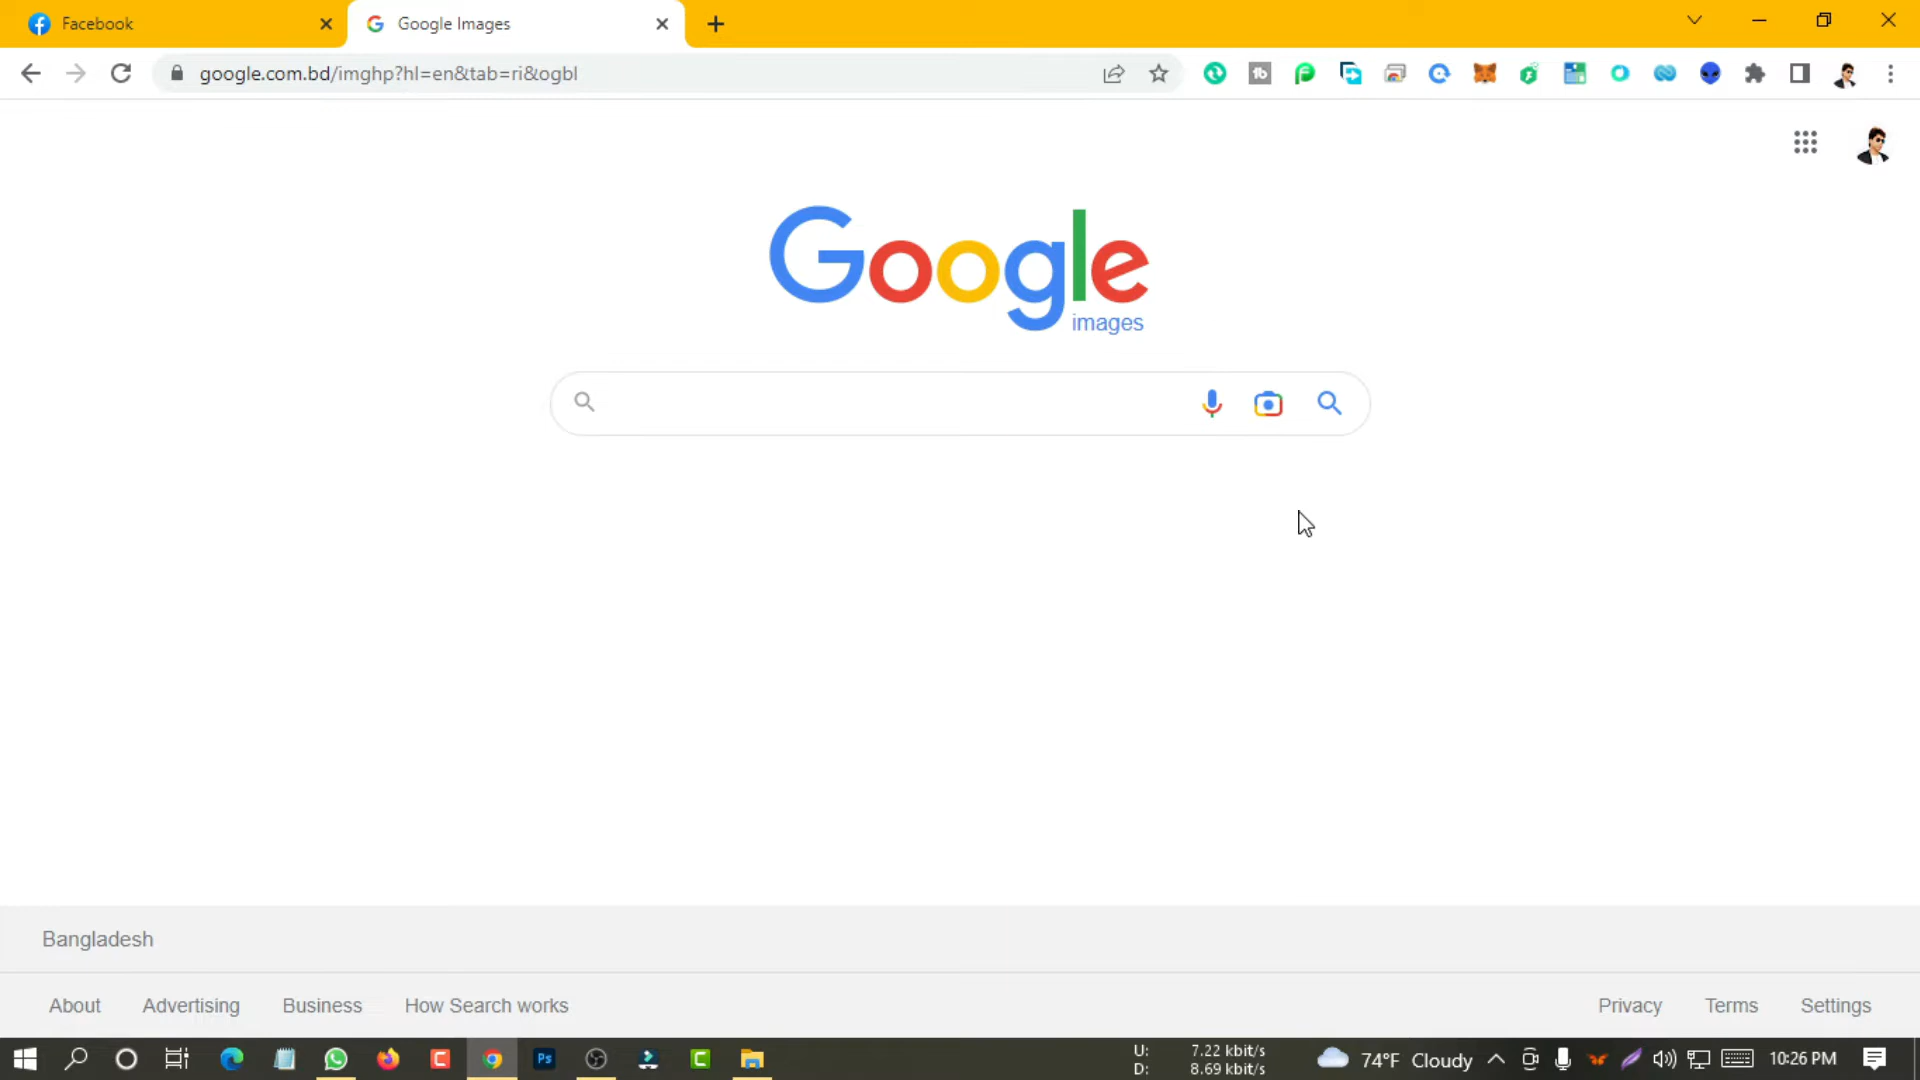 Facebook
Google Images
google.com.bd/imghp?hl=en&tab=ri&ogbl
Google
images
Bangladesh
About Advertising Business How Search works Privacy Terms Settings
U: 7.22 kbit/s
D: 8.69 kbit/s
74°F Cloudy
10:26 PM
Ps